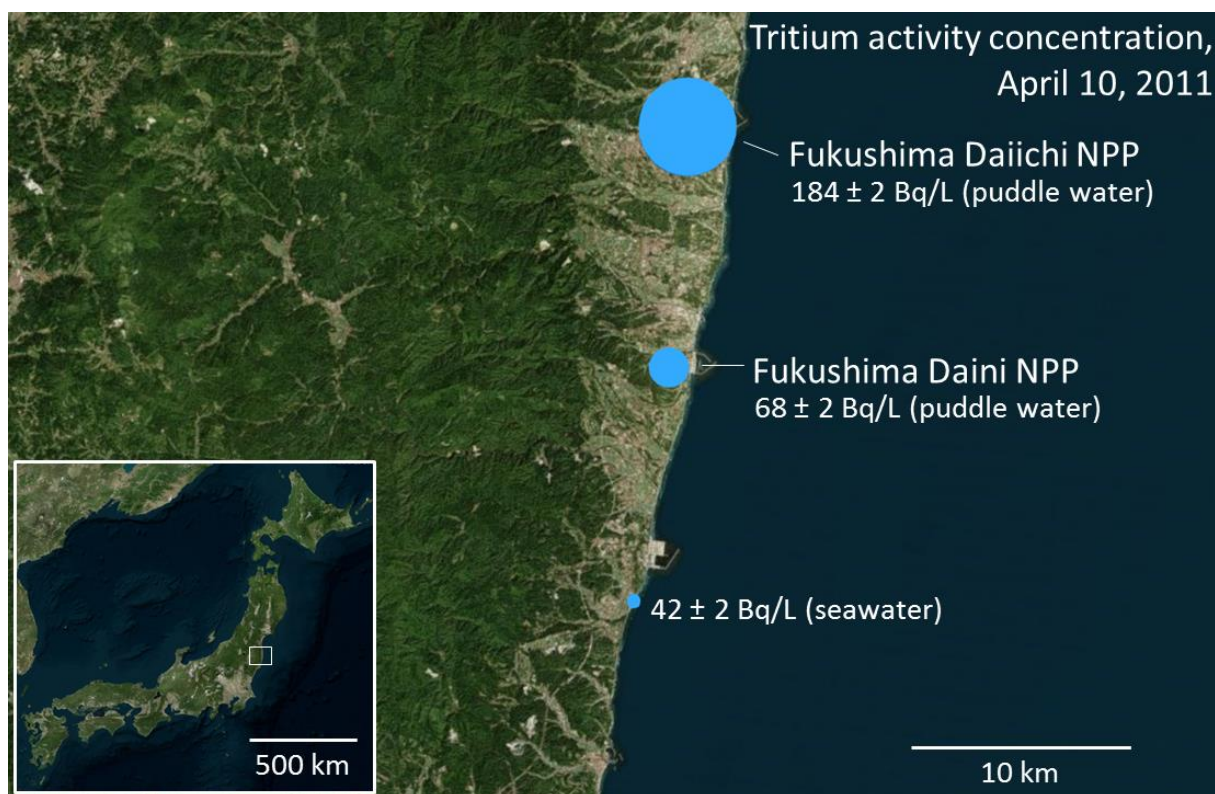 Tritium activity concentration,
April 10, 2011
Fukushima Daiichi NPP
184 ± 2 Bq/L (puddle water)
Fukushima Daini NPP
68 ± 2 Bq/L (puddle water)
42 ± 2 Bq/L (seawater)
500 km
10 km